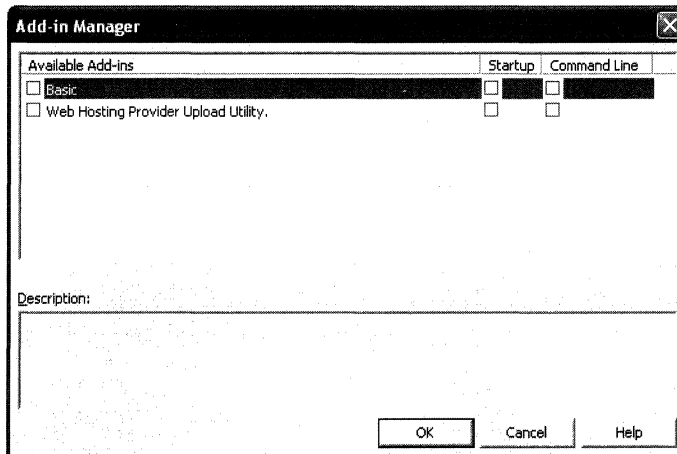 Add-in Manager
Available Add-ins Startup Command Line
Basic
Web Hosting Provider Upload Utility.
Description:
OK Cancel Help